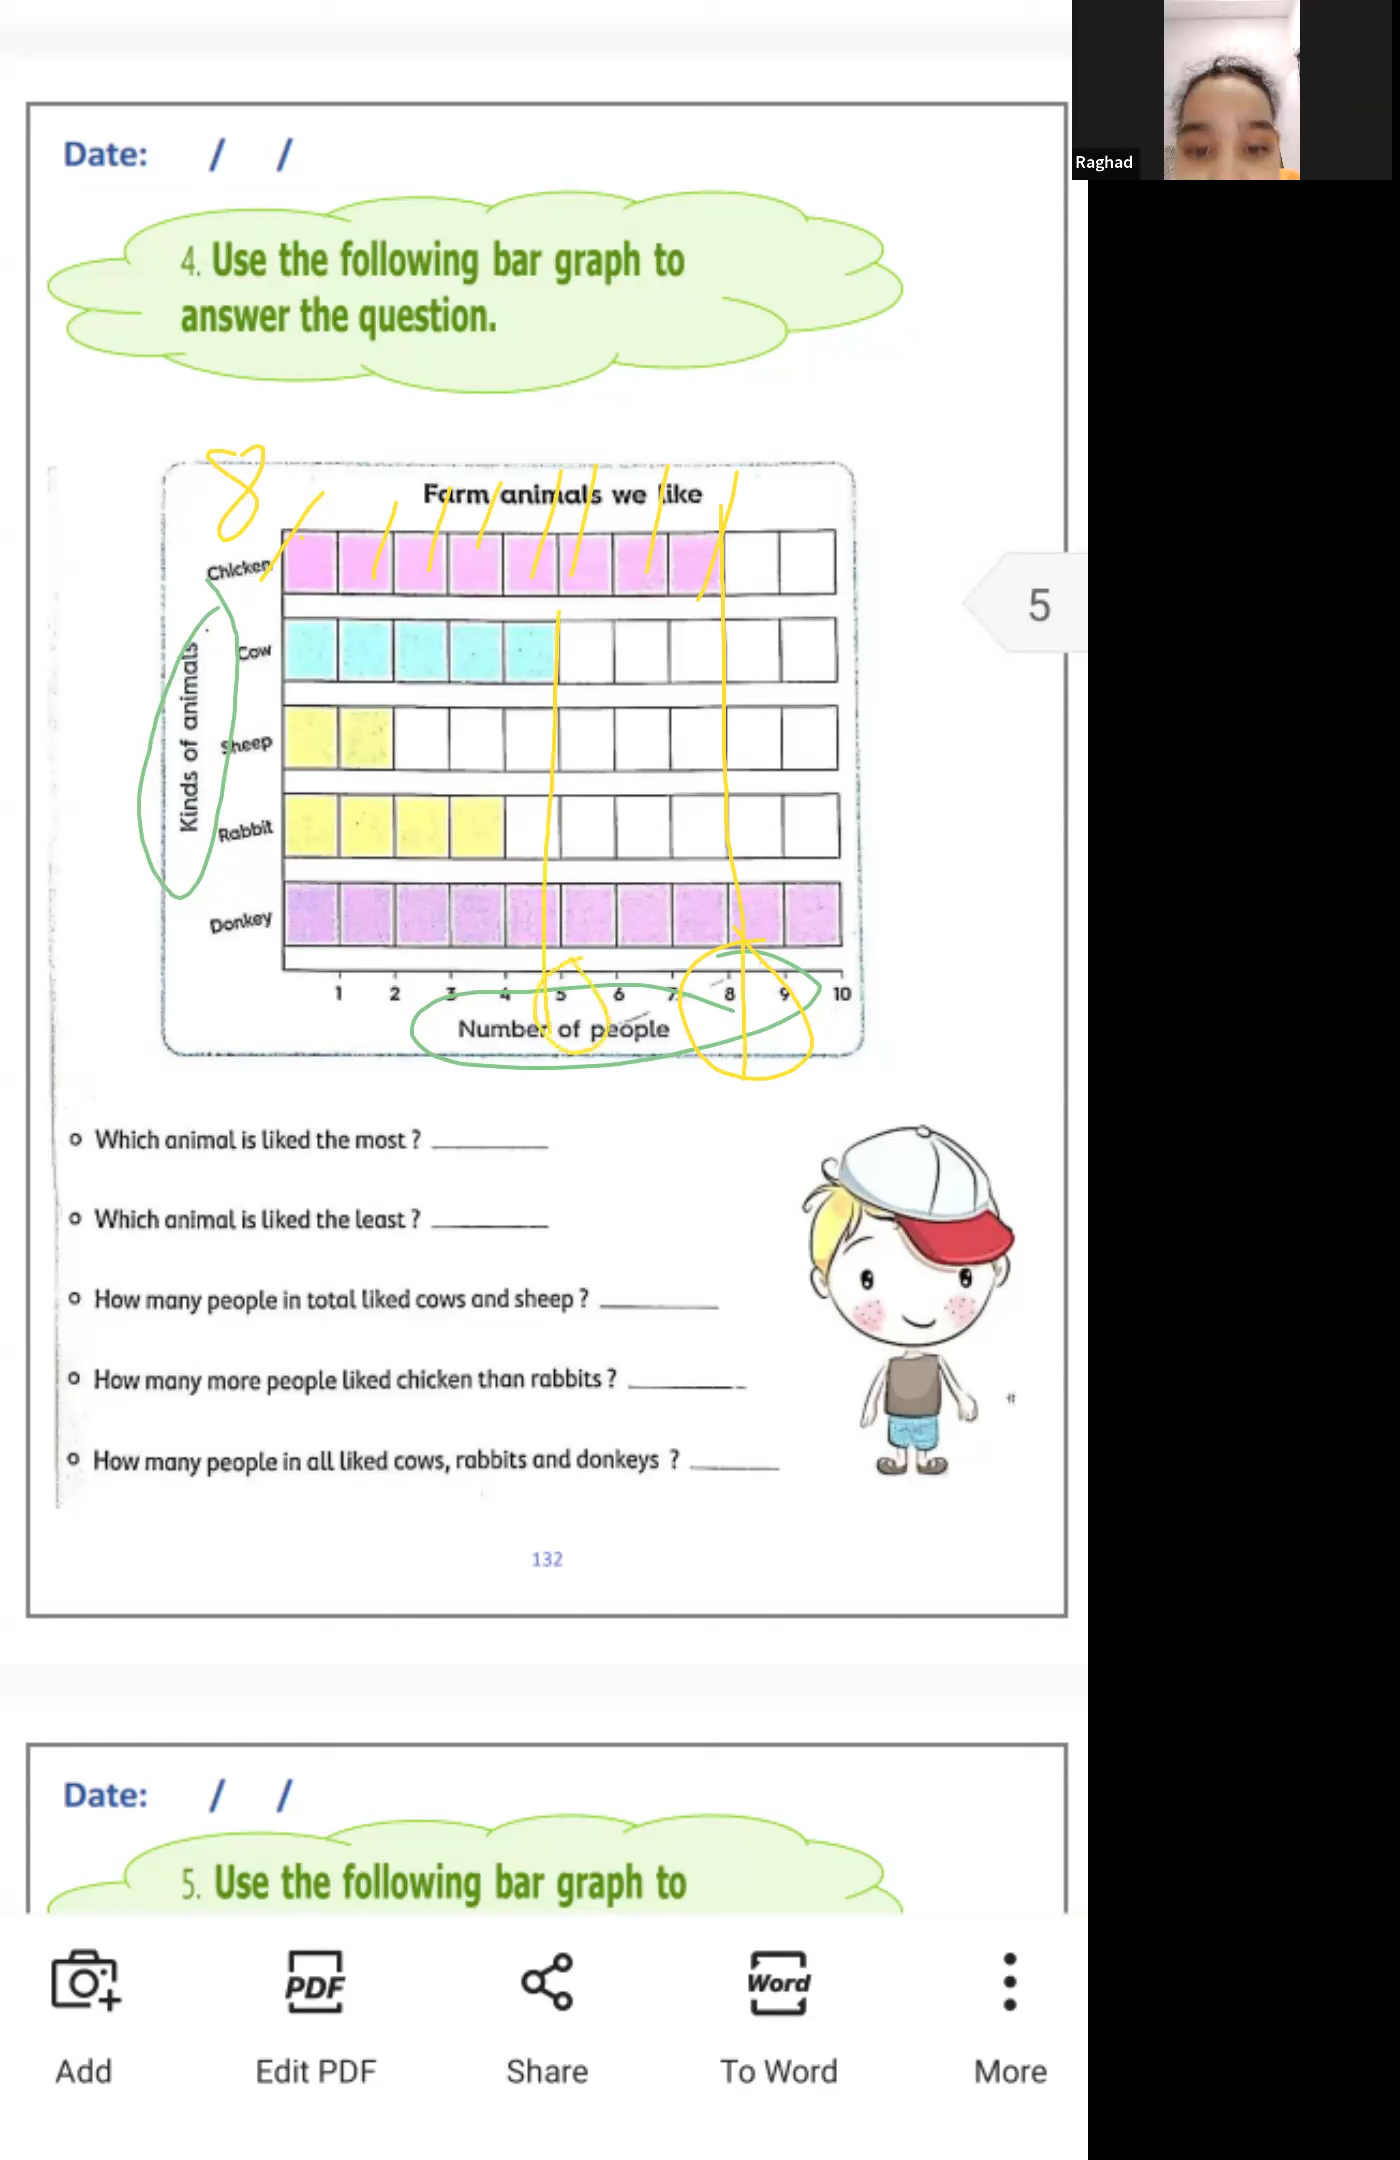 Raghad
Date: / /
4. Use the following bar graph to
answer the question.
8
Farm animals we like
Chicken
Cow
Sheep
Rabbit
Donkey
Kinds of animals
1 2 3 4 5 6 7 8 9 10
Number of people
5
Which animal is liked the most ? ________
Which animal is liked the least ? ________
How many people in total liked cows and sheep ? ________
How many more people liked chicken than rabbits ? ________
How many people in all liked cows, rabbits and donkeys ? ________
132
Date: / /
5. Use the following bar graph to
PDF
Word
Add
Edit PDF
Share
To Word
More